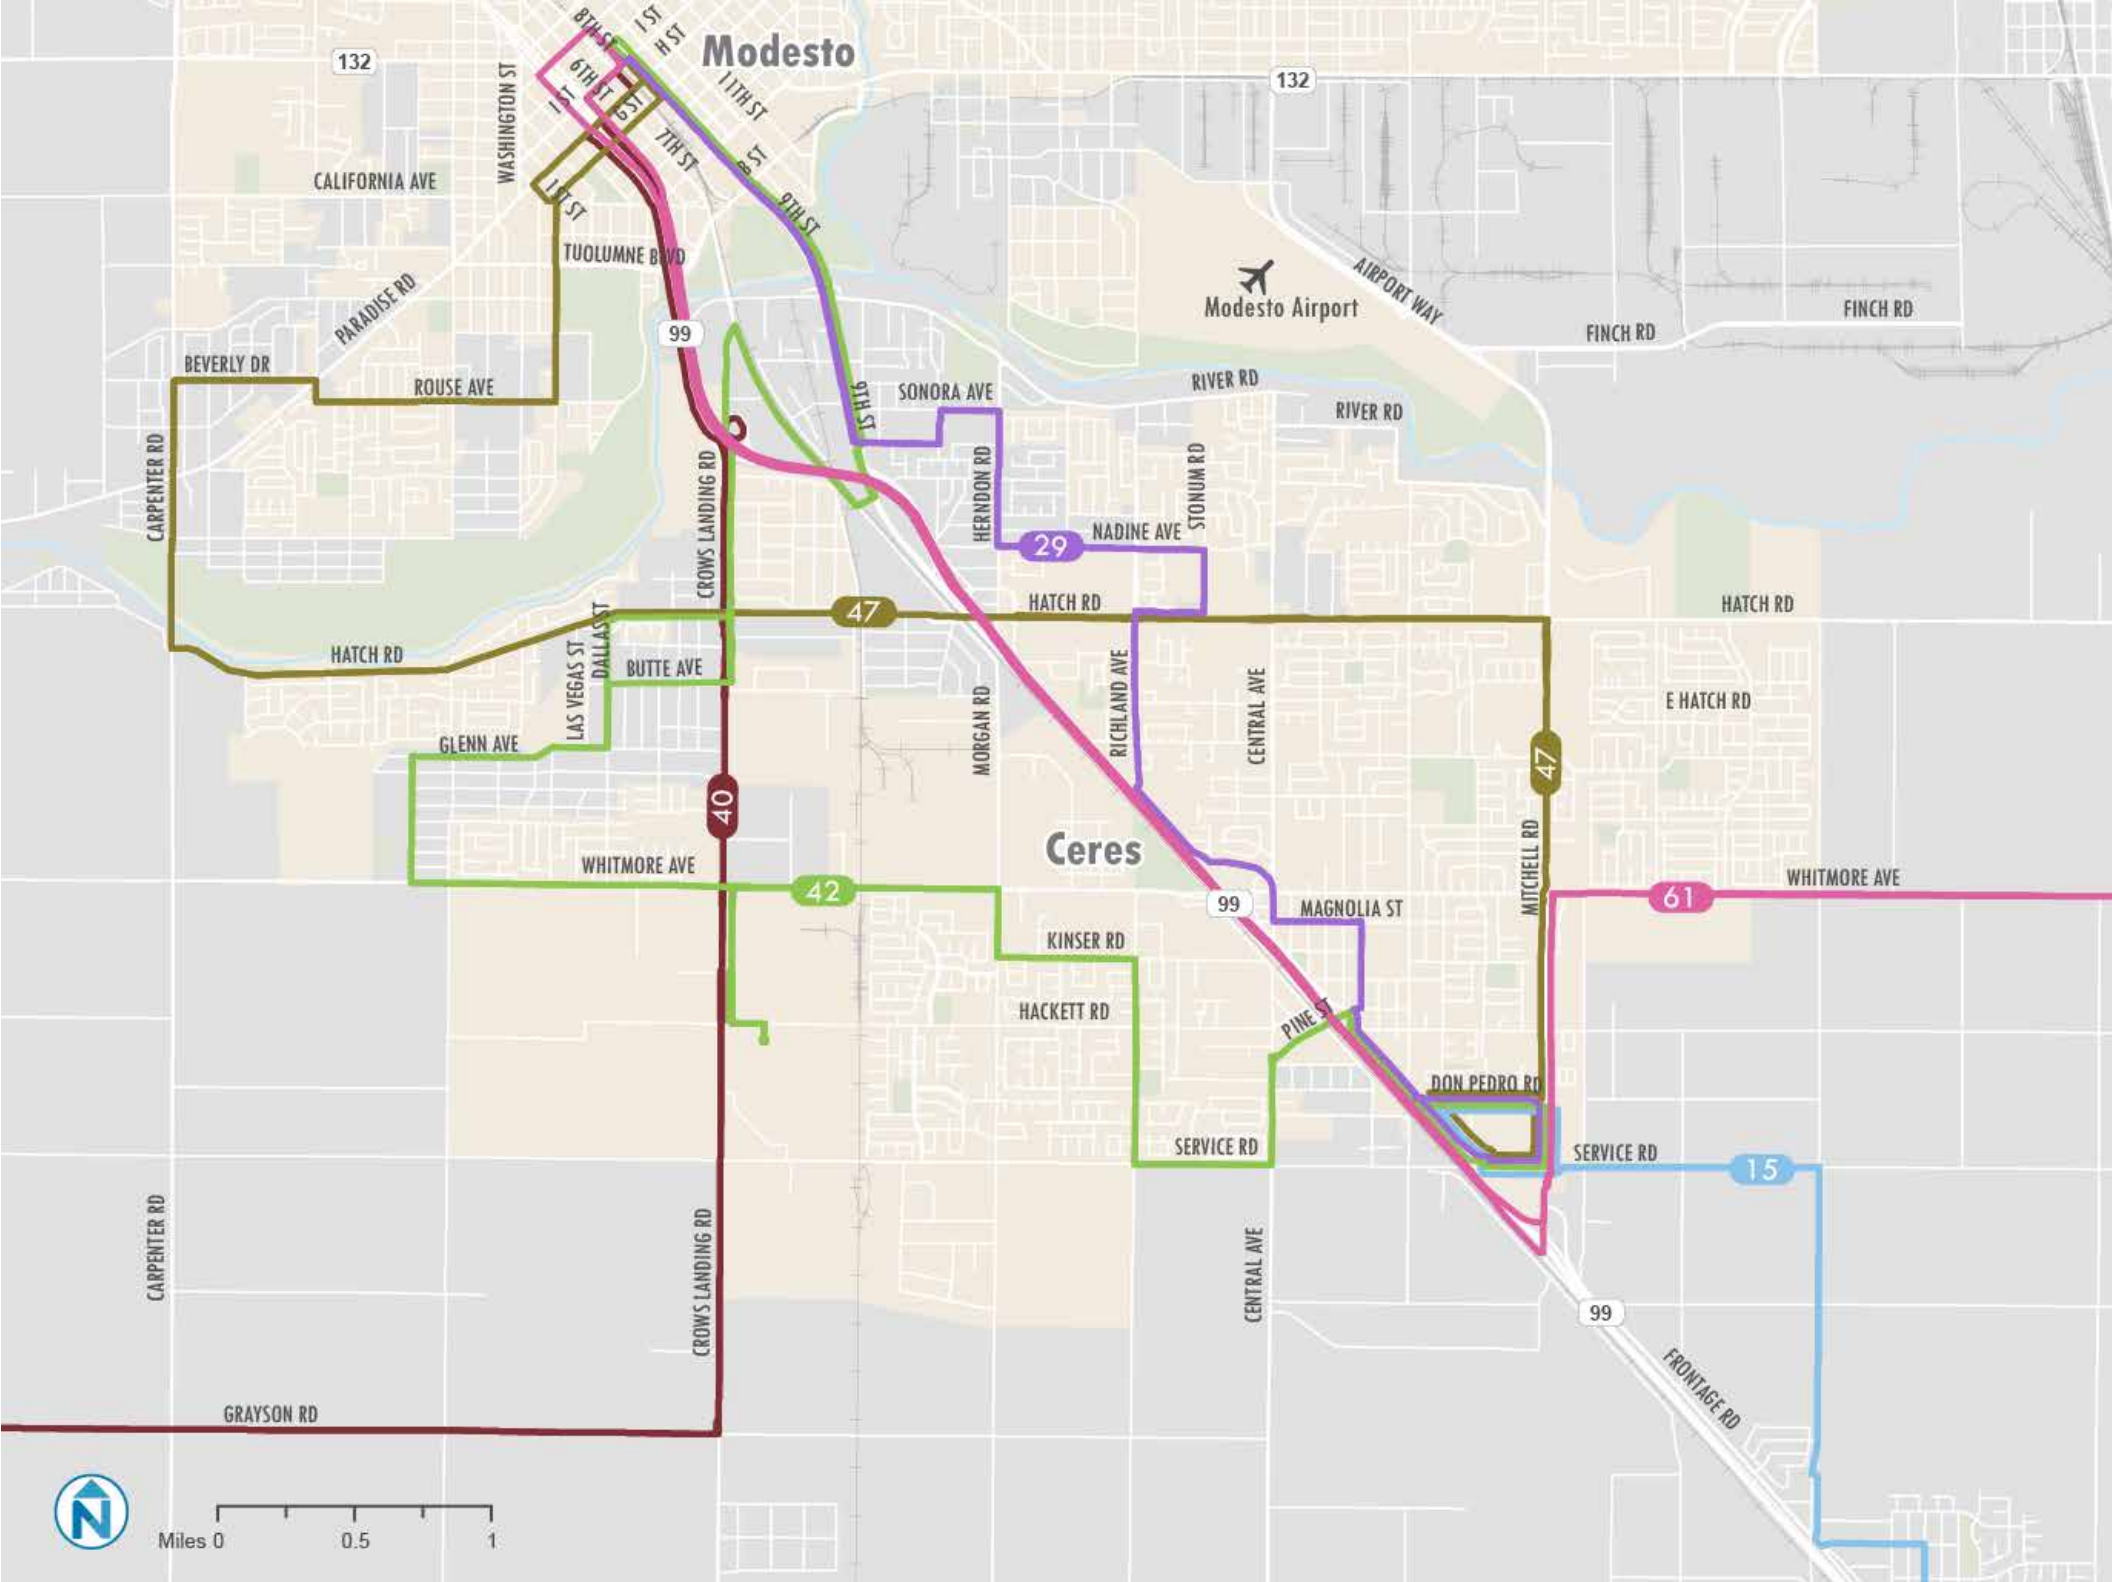 8TH ST
I ST
H ST
Modesto
132
6TH ST
I ST
G ST
11TH ST
132
WASHINGTON ST
7TH ST
B ST
CALIFORNIA AVE
1ST ST
9TH ST
TUOLUMNE BLVD
PARADISE RD
AIRPORT WAY
Modesto Airport
FINCH RD
FINCH RD
99
BEVERLY DR
ROUSE AVE
9TH ST
SONORA AVE
RIVER RD
RIVER RD
CARPENTER RD
CROWS LANDING RD
HERNDON RD
STONUM RD
29
NADINE AVE
47
HATCH RD
HATCH RD
HATCH RD
LAS VEGAS ST
DALLAS ST
BUTTE AVE
RICHLAND AVE
CENTRAL AVE
MORGAN RD
E HATCH RD
GLENN AVE
47
40
Ceres
MITCHELL RD
WHITMORE AVE
42
99
MAGNOLIA ST
61
WHITMORE AVE
KINSER RD
HACKETT RD
PINE ST
DON PEDRO RD
SERVICE RD
SERVICE RD
15
CARPENTER RD
CROWS LANDING RD
CENTRAL AVE
99
FRONTAGE RD
GRAYSON RD
N
Miles 0 0.5 1